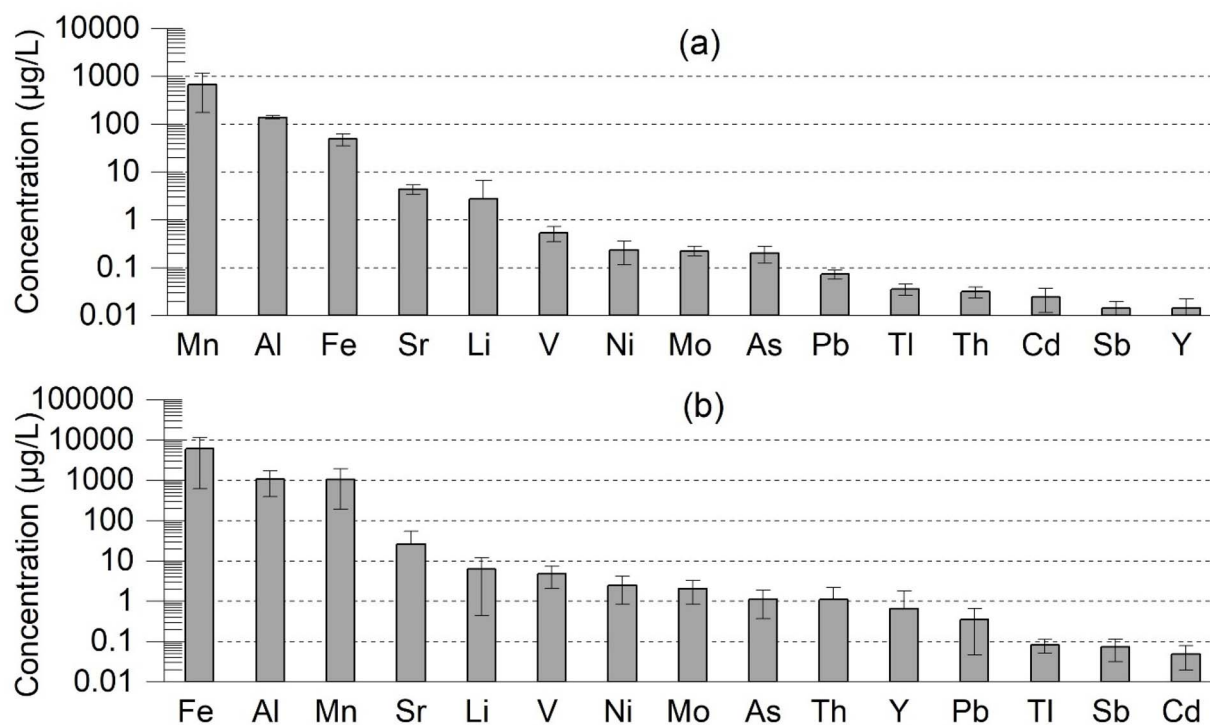 (a)
Concentration (µg/L)
10000
1000
100
10
1
0.1
0.01
Mn Al Fe Sr Li V Ni Mo As Pb Tl Th Cd Sb Y
(b)
Concentration (µg/L)
100000
10000
1000
100
10
1
0.1
0.01
Fe Al Mn Sr Li V Ni Mo As Th Y Pb Tl Sb Cd